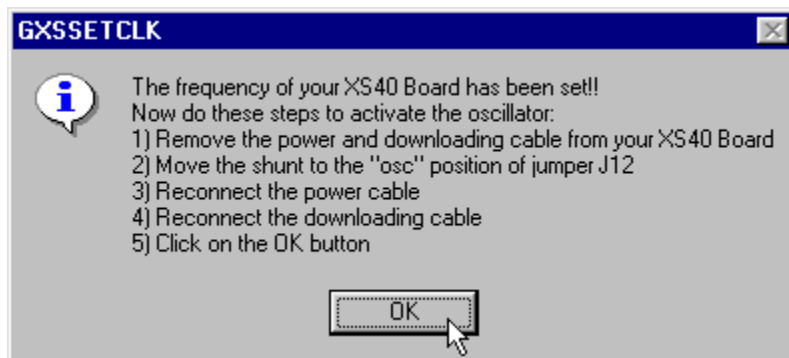 GXSSETCLK
The frequency of your XS40 Board has been set!!
Now do these steps to activate the oscillator:
1) Remove the power and downloading cable from your XS40 Board
2) Move the shunt to the "osc" position of jumper J12
3) Reconnect the power cable
4) Reconnect the downloading cable
5) Click on the OK button
OK